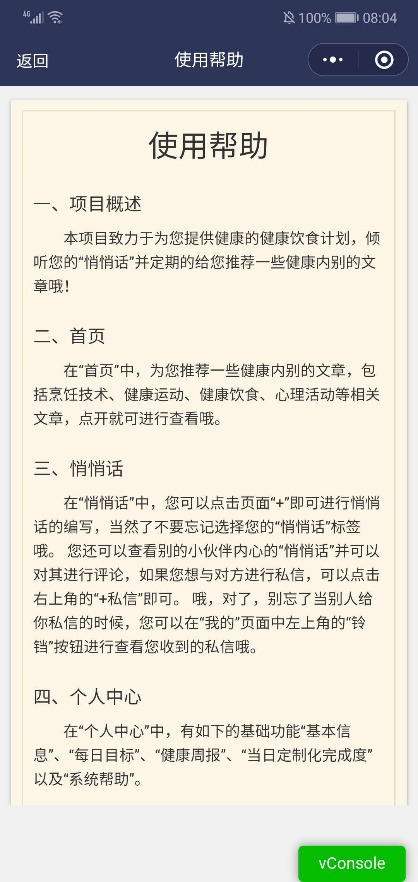 4G 100% 08:04
返回 使用帮助
使用帮助
一、项目概述
本项目致力于为您提供健康的健康饮食计划，倾
听您的“悄悄话”并定期的给您推荐一些健康内别的文
章哦！
二、首页
在“首页”中，为您推荐一些健康内别的文章，包
括烹饪技术、健康运动、健康饮食、心理活动等相关
文章，点开就可进行查看哦。
三、悄悄话
在“悄悄话”中，您可以点击页面“+”即可进行悄悄
话的编写，当然了不要忘记选择您的“悄悄话”标签
哦。 您还可以查看别的小伙伴内心的“悄悄话”并可以
对其进行评论，如果您想与对方进行私信，可以点击
右上角的“+私信”即可。 哦，对了，别忘了当别人给
你私信的时候，您可以在“我的”页面中左上角的“铃
铛”按钮进行查看您收到的私信哦。
四、个人中心
在“个人中心”中，有如下的基础功能“基本信
息”、“每日目标”、“健康周报”、“当日定制化完成度”
以及“系统帮助”。
vConsole